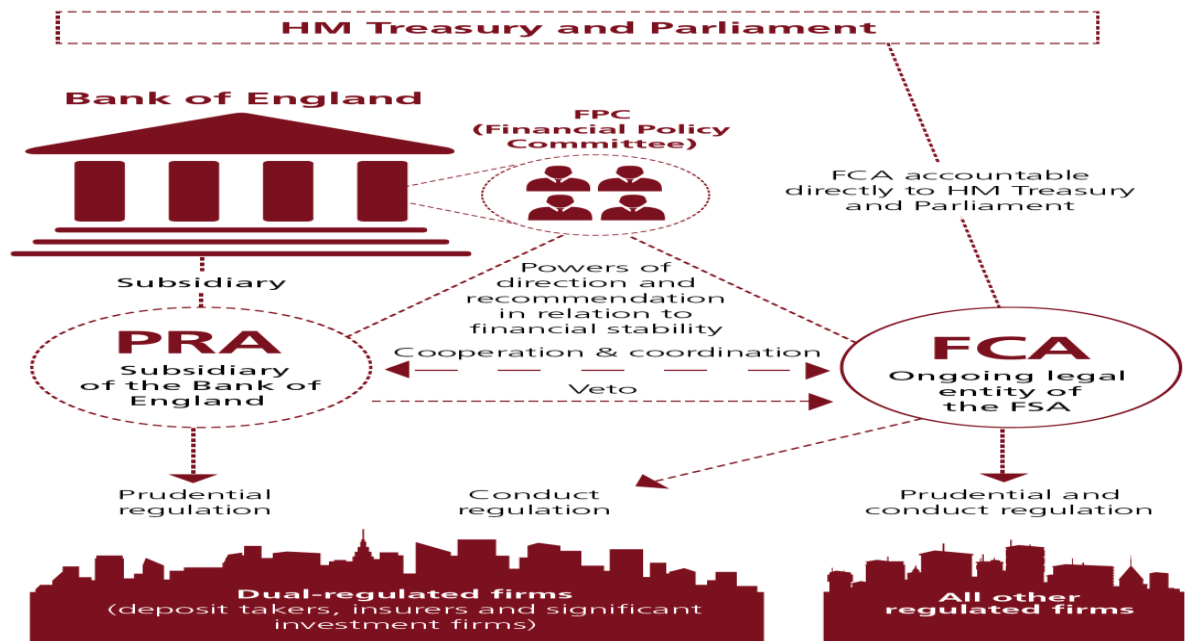 HM Treasury and Parliament
Bank of England
FPC
(Financial Policy
Committee)
FCA accountable
directly to HM Treasury
and Parliament
Subsidiary
Powers of
direction and
recommendation
in relation to
financial stability
PRA
Subsidiary
of the Bank of
England
Cooperation & coordination
Veto
FCA
Ongoing legal
entity of
the FSA
Prudential
regulation
Conduct
regulation
Prudential and
conduct regulation
Dual-regulated firms
(deposit takers, insurers and significant
investment firms)
All other
regulated firms